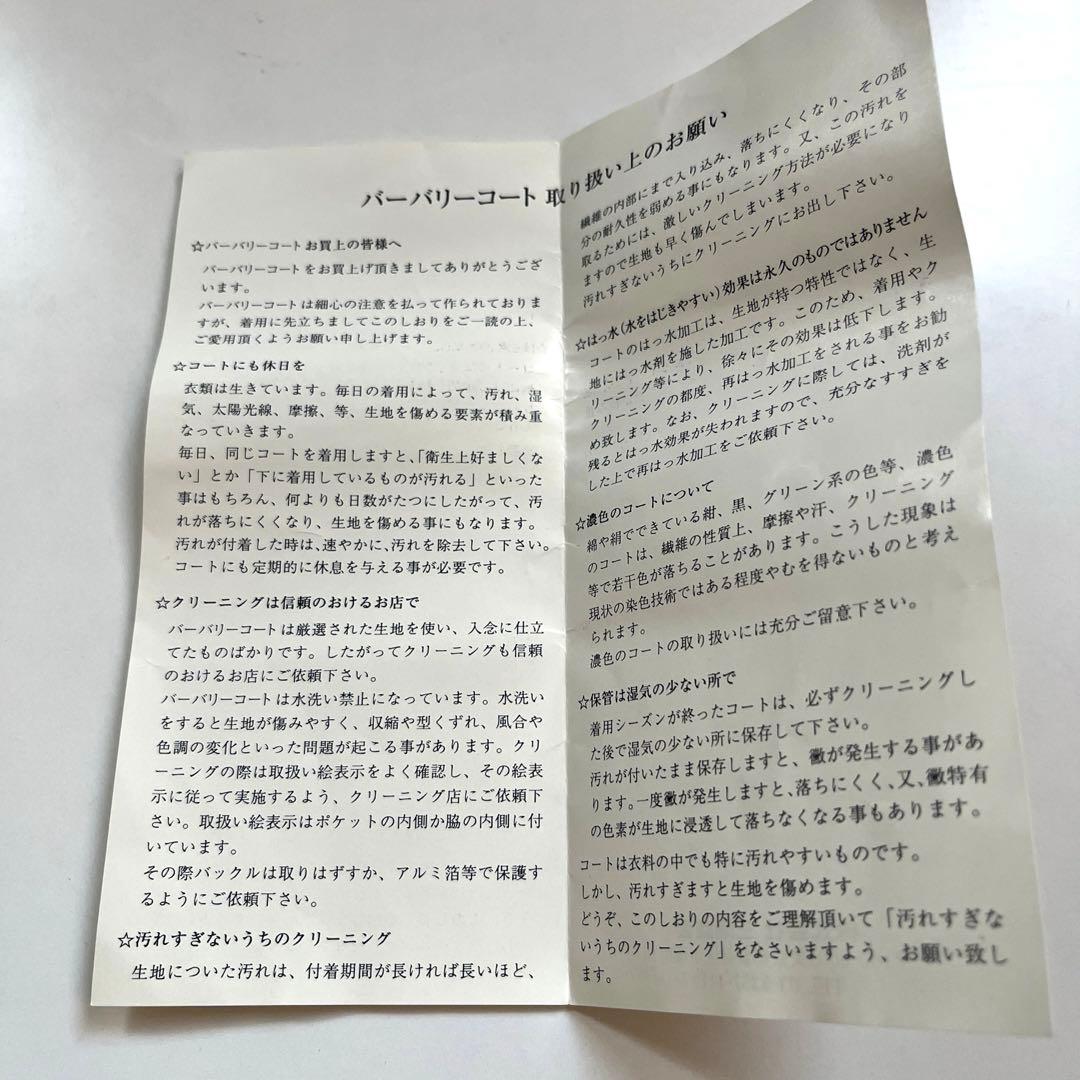 バーバリーコート 取り扱い上のお願い
☆バーバリーコートお買上の皆様へ
バーバリーコートをお買上げ頂きましてありがとうござ
います。
バーバリーコートは細心の注意を払って作られておりま
すが、着用に先立ちましてこのしおりをご一読の上、
ご愛用頂くようお願い申し上げます。
☆コートにも休日を
衣類は生きています。毎日の着用によって、汚れ、湿
気、太陽光線、摩擦、等、生地を傷める要素が積み重
なっていきます。
毎日、同じコートを着用しますと、「衛生上好ましくな
い」とか「下に着用しているものが汚れる」といった
事はもちろん、何よりも日数がたつにしたがって、汚
れが落ちにくくなり、生地を傷める事にもなります。
汚れが付着した時は、速やかに、汚れを除去して下さい。
コートにも定期的に休息を与える事が必要です。
☆クリーニングは信頼のおけるお店で
バーバリーコートは厳選された生地を使い、入念に仕立
てたものばかりです。したがってクリーニングも信頼
のおけるお店にご依頼下さい。
バーバリーコートは水洗い禁止になっています。水洗い
をすると生地が傷みやすく、収縮や型くずれ、風合や
色調の変化といった問題が起こる事があります。クリ
ーニングの際は取扱い絵表示をよく確認し、その絵表
示に従って実施するよう、クリーニング店にご依頼下
さい。取扱い絵表示はポケットの内側か脇の内側に付
いています。
その際バックルは取りはずすか、アルミ箔等で保護す
るようにご依頼下さい。
☆汚れすぎないうちのクリーニング
生地についた汚れは、付着期間が長ければ長いほど、
繊維の内部にまで入り込み、落ちにくくなり、その部
分の耐久性を弱める事にもなります。又、この汚れを
取るためには、激しいクリーニング方法が必要になり
ますので生地も早く傷んでしまいます。
汚れすぎないうちにクリーニングにお出し下さい。
☆はっ水(水をはじきやすい)効果は永久のものではありません
コートのはっ水加工は、生地が持つ特性ではなく、生
地にはっ水剤を施した加工です。このため、着用やク
リーニング等により、徐々にその効果は低下します。
クリーニングの都度、再はっ水加工をされる事をお勧
め致します。なお、クリーニングに際しては、洗剤が
残るとはっ水効果が失われますので、充分なすすぎを
した上で再はっ水加工をご依頼下さい。
☆濃色のコートについて
綿や絹でできている紺、黒、グリーン系の色等、濃色
のコートは、繊維の性質上、摩擦や汗、クリーニング
等で若干色が落ちることがあります。こうした現象は
現状の染色技術ではある程度やむを得ないものと考え
られます。
濃色のコートの取り扱いには充分ご留意下さい。
☆保管は湿気の少ない所で
着用シーズンが終ったコートは、必ずクリーニングし
た後で湿気の少ない所に保存して下さい。
汚れが付いたまま保存しますと、黴が発生する事があ
ります。一度黴が発生しますと、落ちにくく、又、黴特有
の色素が生地に浸透して落ちなくなる事もあります。
コートは衣料の中でも特に汚れやすいものです。
しかし、汚れすぎますと生地を傷めます。
どうぞ、このしおりの内容をご理解頂いて「汚れすぎな
いうちのクリーニング」をなさいますよう、お願い致し
ます。